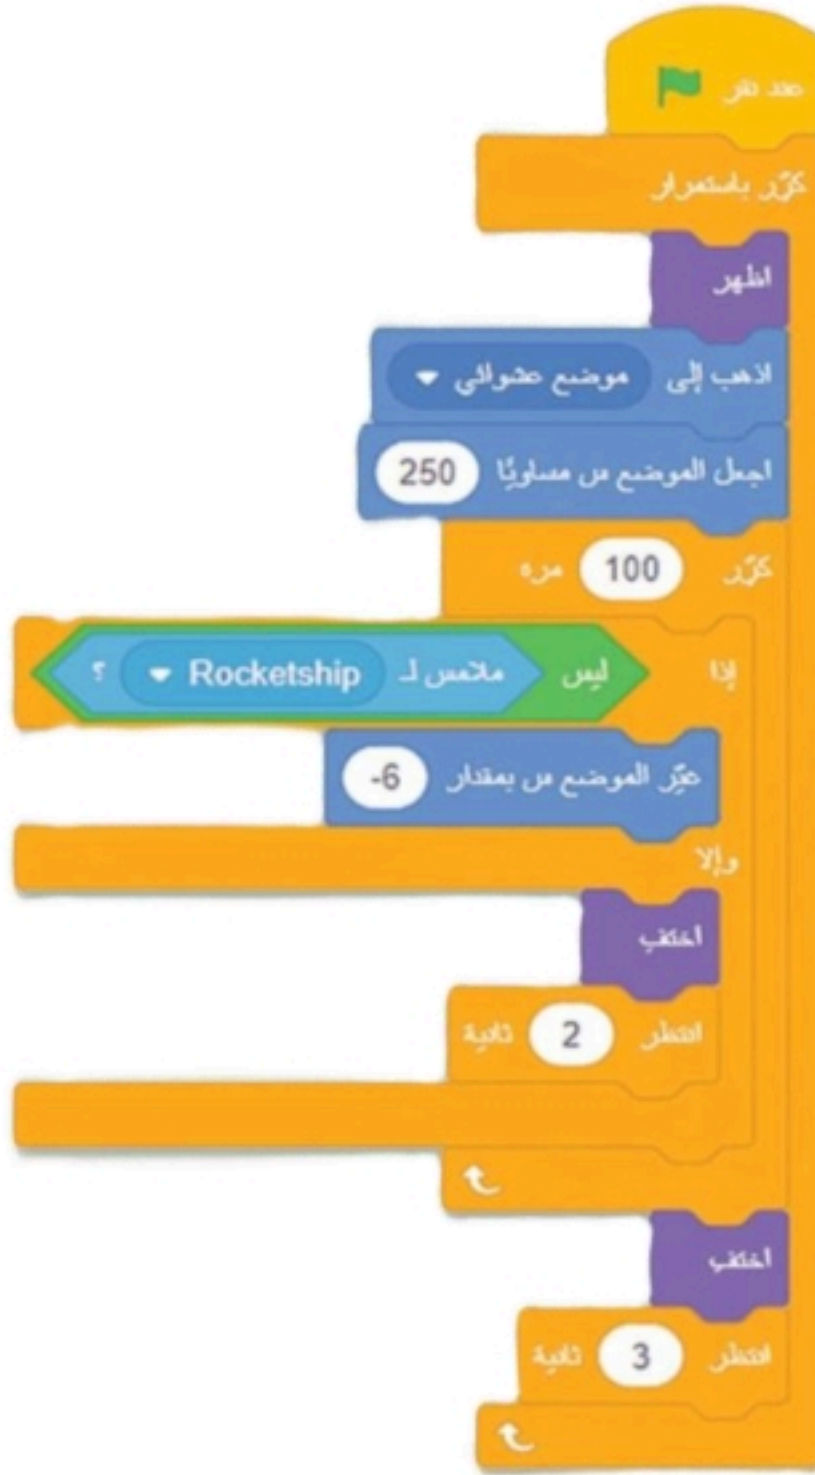 عند نقر
كرّر باستمرار
اظهر
اذهب إلى موضع عشوائي
اجعل الموضع س مساويًا 250
كرّر 100 مرة
إذا ليس ملامس لـ Rocketship ؟
غيّر الموضع س بمقدار -6
وإلا
اختفِ
انتظر 2 ثانية
اختفِ
انتظر 3 ثانية